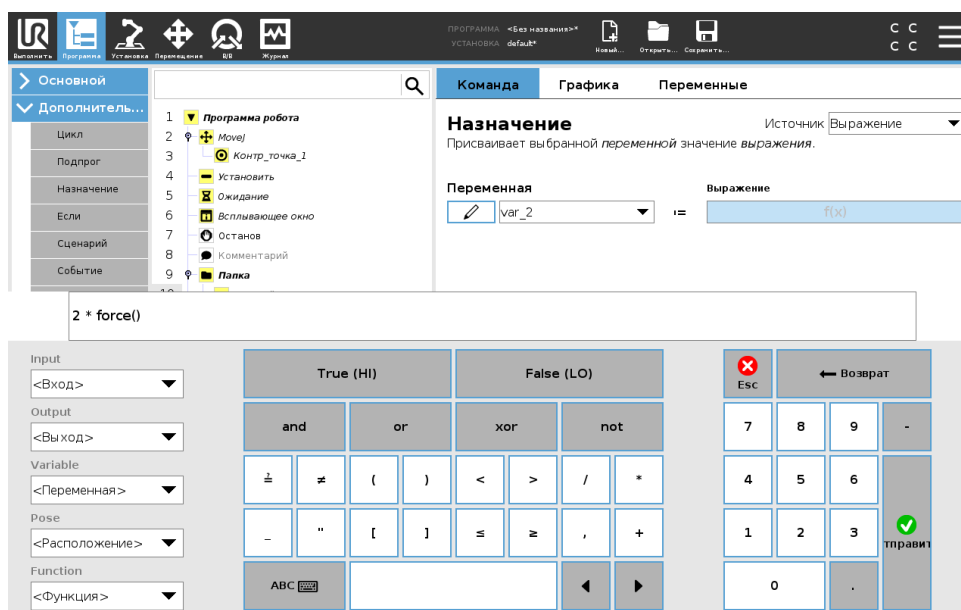 ПРОГРАММА <Без названия>*
УСТАНОВКА default*
Выполнить Программа Установка Перемещение В/В Журнал Новый... Открыть... Сохранить...
C C
C C
Основной
Дополнитель...
Цикл
Подпрог
Назначение
Если
Сценарий
Событие
1 Программа робота
2 MoveJ
3 Контр_точка_1
4 Установить
5 Ожидание
6 Всплывающее окно
7 Останов
8 Комментарий
9 Папка
Команда Графика Переменные
Назначение
Источник Выражение
Присваивает выбранной переменной значение выражения.
Переменная Выражение
var_2 := f(x)
2 * force()
Input
<Вход>
Output
<Выход>
Variable
<Переменная>
Pose
<Расположение>
Function
<Функция>
True (HI) False (LO)
and or xor not
≟ ≠ ( ) < > / *
_ " [ ] ≤ ≥ , +
ABC
Esc Возврат
7 8 9 -
4 5 6
1 2 3 тправит
0 .